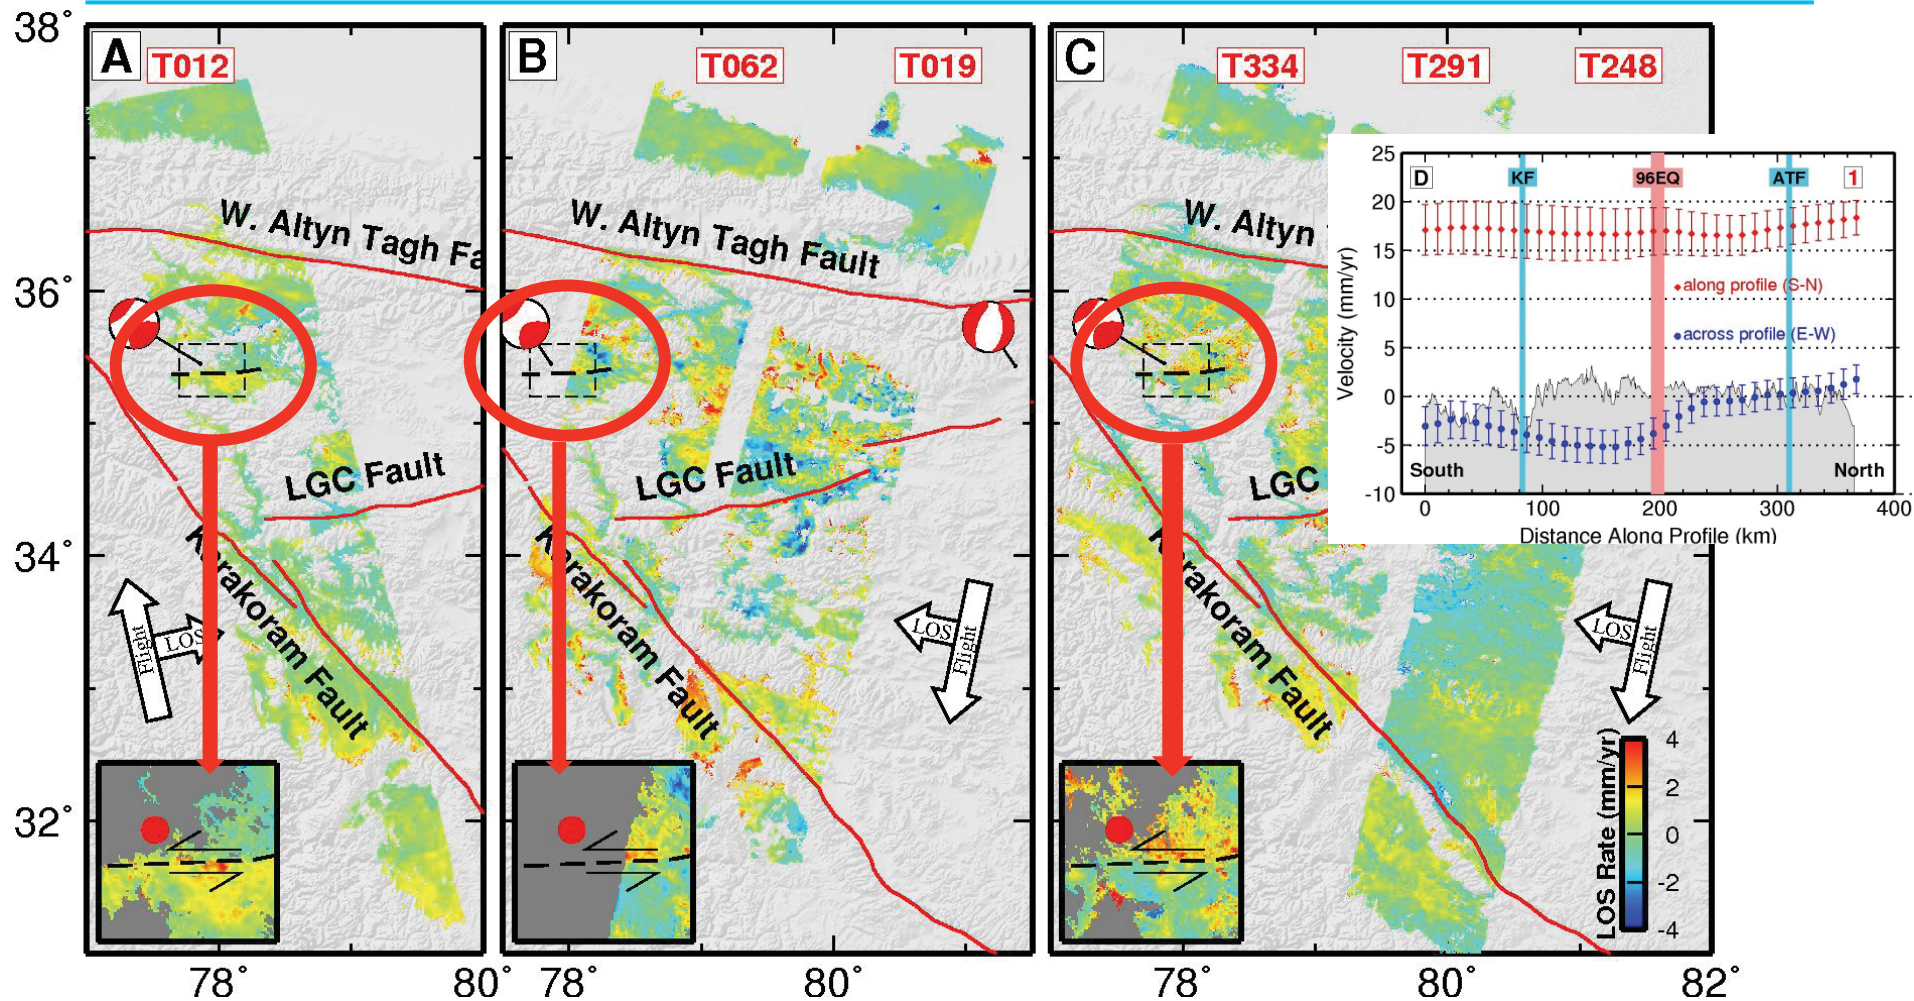 38°
36°
34°
32°
A
T012
W. Altyn Tagh Fa
LGC Fault
Karakoram Fault
Flight
LOS
78°
80°
B
T062
T019
W. Altyn Tagh Fault
LGC Fault
Karakoram Fault
LOS
Flight
78°
80°
C
T334
T291
T248
W. Altyn
LGC
Karakoram Fault
LOS
Flight
LOS Rate (mm/yr)
4
2
0
-2
-4
78°
80°
82°
D
KF
96EQ
ATF
1
25
20
15
10
5
0
-5
-10
Velocity (mm/yr)
along profile (S-N)
across profile (E-W)
South
North
0
100
200
300
400
Distance Along Profile (km)